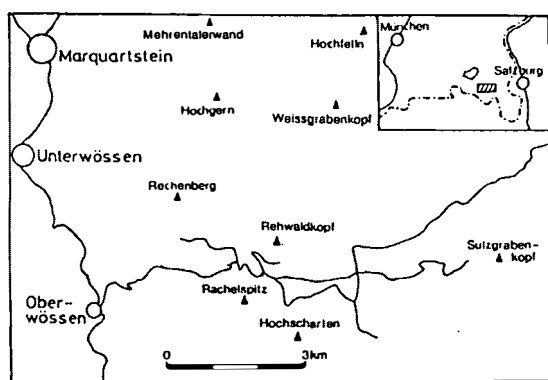 Mehrentalerwand
Hochfelln
München
Marquartstein
Salzburg
Hochgern
Weissgrabenkopf
Unterwössen
Rechenberg
Rehwaldkopf
Sulzgraben-
kopf
Ober-
wössen
Rachelspitz
Hochscharten
0
3km